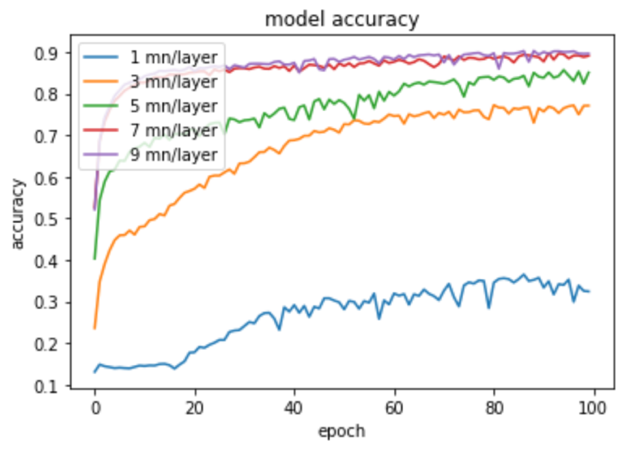 model accuracy
1 mn/layer
3 mn/layer
5 mn/layer
7 mn/layer
9 mn/layer
accuracy
0.9
0.8
0.7
0.6
0.5
0.4
0.3
0.2
0.1
0 20 40 60 80 100
epoch